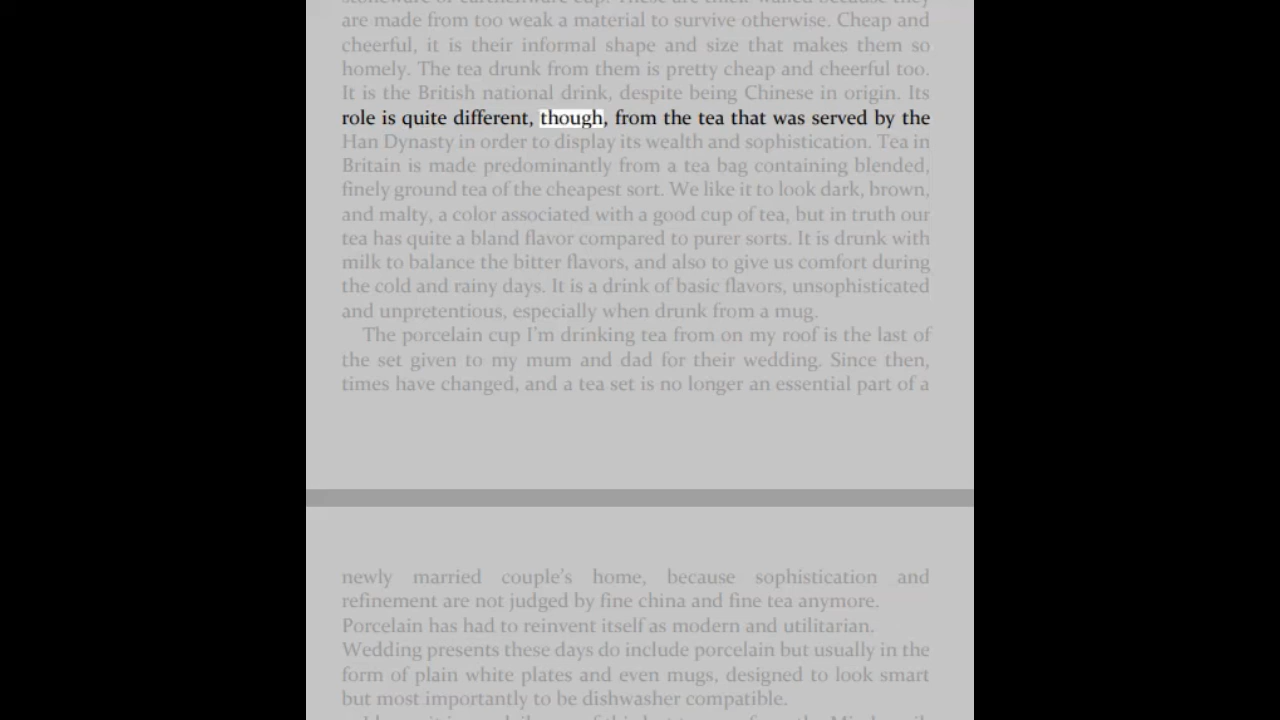 stoneware or earthenware cup. These are thick walled because they
are made from too weak a material to survive otherwise. Cheap and
cheerful, it is their informal shape and size that makes them so
homely. The tea drunk from them is pretty cheap and cheerful too.
It is the British national drink, despite being Chinese in origin. Its
role is quite different, though, from the tea that was served by the
Han Dynasty in order to display its wealth and sophistication. Tea in
Britain is made predominantly from a tea bag containing blended,
finely ground tea of the cheapest sort. We like it to look dark, brown,
and malty, a color associated with a good cup of tea, but in truth our
tea has quite a bland flavor compared to purer sorts. It is drunk with
milk to balance the bitter flavors, and also to give us comfort during
the cold and rainy days. It is a drink of basic flavors, unsophisticated
and unpretentious, especially when drunk from a mug.
The porcelain cup I'm drinking tea from on my roof is the last of
the set given to my mum and dad for their wedding. Since then,
times have changed, and a tea set is no longer an essential part of a
newly married couple's home, because sophistication and
refinement are not judged by fine china and fine tea anymore.
Porcelain has had to reinvent itself as modern and utilitarian.
Wedding presents these days do include porcelain but usually in the
form of plain white plates and even mugs, designed to look smart
but most importantly to be dishwasher compatible.